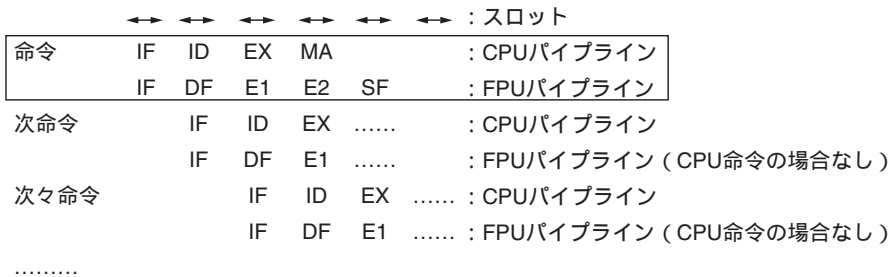 ：スロット
命令 IF ID EX MA ：CPUパイプライン
IF DF E1 E2 SF ：FPUパイプライン
次命令 IF ID EX …… ：CPUパイプライン
IF DF E1 …… ：FPUパイプライン（CPU命令の場合なし）
次々命令 IF ID EX …… ：CPUパイプライン
IF DF E1 …… ：FPUパイプライン（CPU命令の場合なし）
………